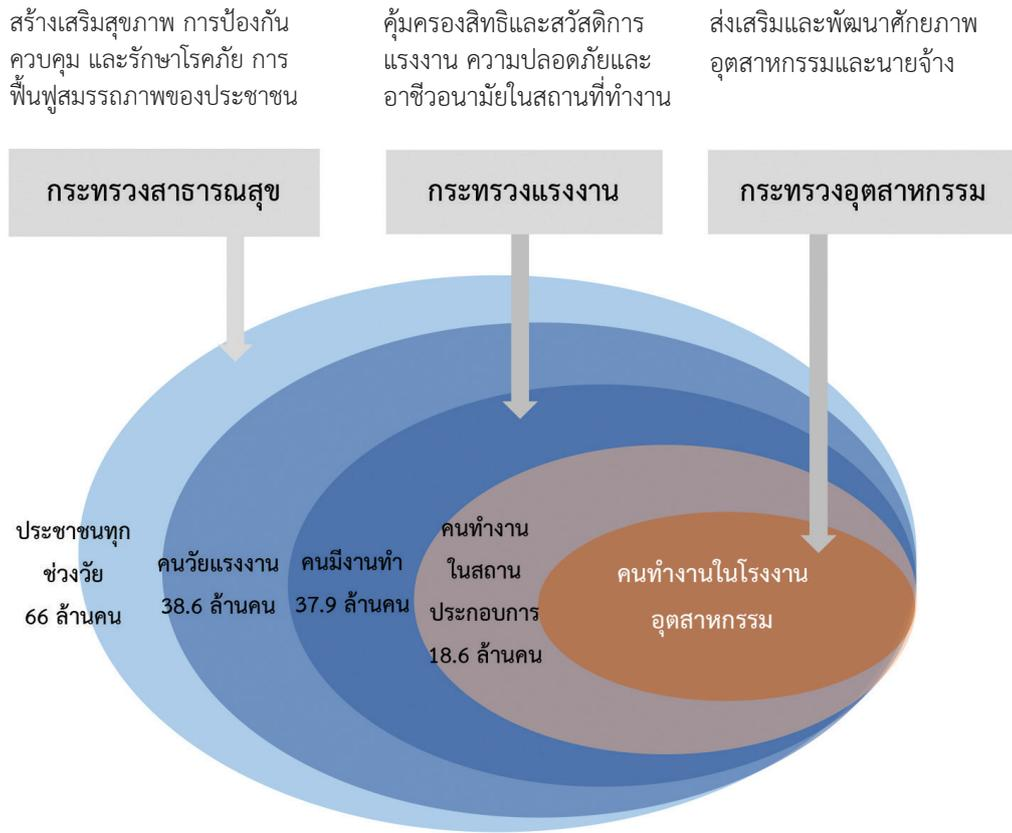 สร้างเสริมสุขภาพ การป้องกัน
ควบคุม และรักษาโรคภัย การ
ฟื้นฟูสมรรถภาพของประชาชน
คุ้มครองสิทธิและสวัสดิการ
แรงงาน ความปลอดภัยและ
อาชีวอนามัยในสถานที่ทำงาน
ส่งเสริมและพัฒนาศักยภาพ
อุตสาหกรรมและนายจ้าง
กระทรวงสาธารณสุข
กระทรวงแรงงาน
กระทรวงอุตสาหกรรม
ประชาชนทุก
ช่วงวัย
66 ล้านคน
คนวัยแรงงาน
38.6 ล้านคน
คนมีงานทำ
37.9 ล้านคน
คนทำงาน
ในสถาน
ประกอบการ
18.6 ล้านคน
คนทำงานในโรงงาน
อุตสาหกรรม